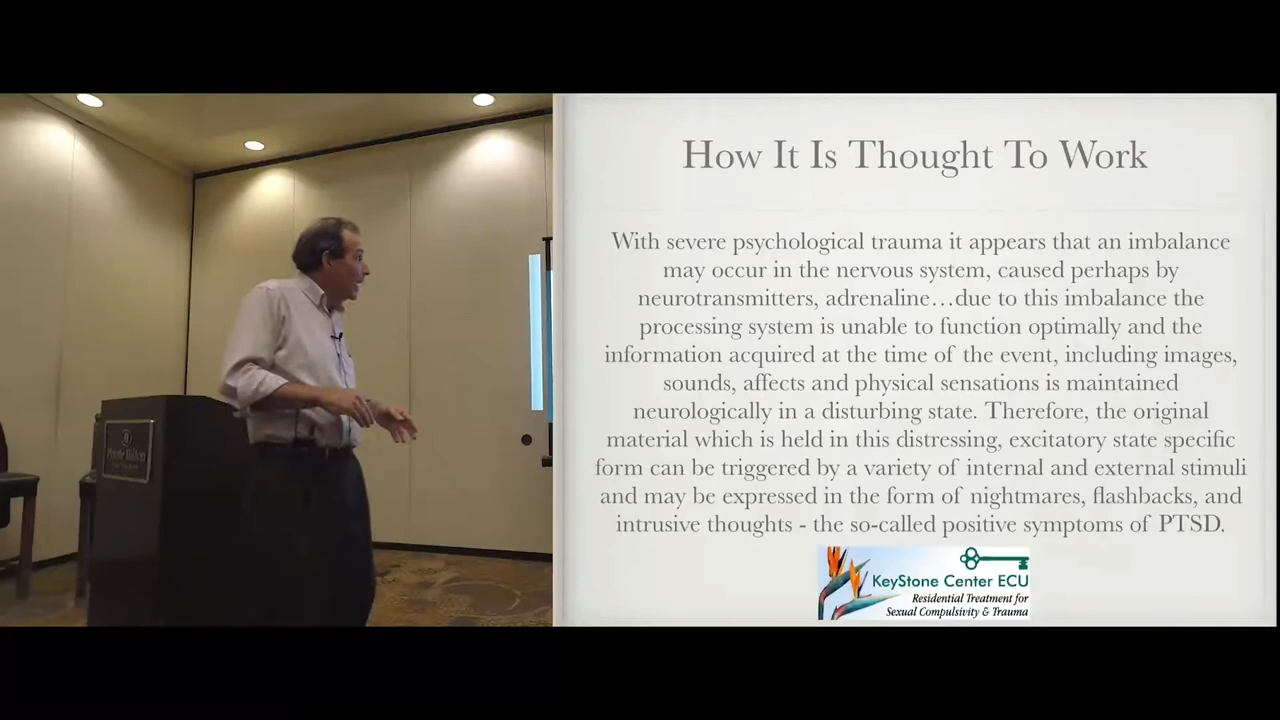 How It Is Thought To Work
With severe psychological trauma it appears that an imbalance
may occur in the nervous system, caused perhaps by
neurotransmitters, adrenaline…due to this imbalance the
processing system is unable to function optimally and the
information acquired at the time of the event, including images,
sounds, affects and physical sensations is maintained
neurologically in a disturbing state. Therefore, the original
material which is held in this distressing, excitatory state specific
form can be triggered by a variety of internal and external stimuli
and may be expressed in the form of nightmares, flashbacks, and
intrusive thoughts - the so-called positive symptoms of PTSD.
KeyStone Center ECU
Residential Treatment for
Sexual Compulsivity & Trauma